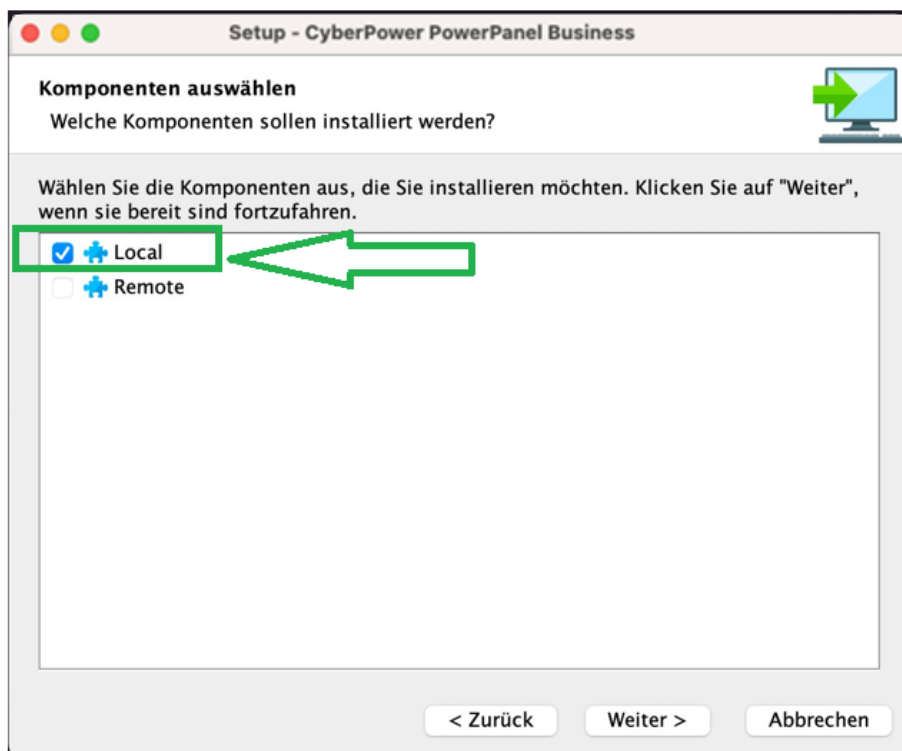 Setup - CyberPower PowerPanel Business
Komponenten auswählen
Welche Komponenten sollen installiert werden?
Wählen Sie die Komponenten aus, die Sie installieren möchten. Klicken Sie auf "Weiter",
wenn sie bereit sind fortzufahren.
Local
Remote
< Zurück
Weiter >
Abbrechen